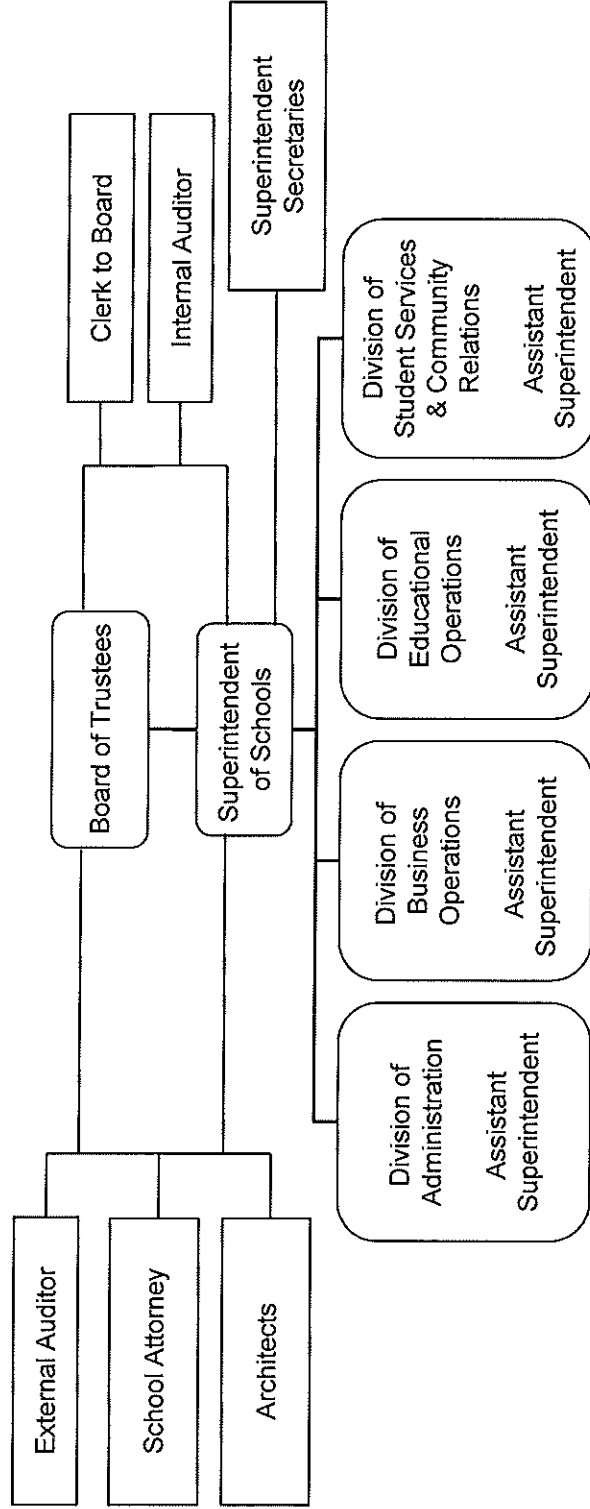 External Auditor
School Attorney
Architects
Board of Trustees
Superintendent
of Schools
Clerk to Board
Internal Auditor
Superintendent
Secretaries
Division of
Administration
Assistant
Superintendent
Division of
Business
Operations
Assistant
Superintendent
Division of
Educational
Operations
Assistant
Superintendent
Division of
Student Services
& Community
Relations
Assistant
Superintendent